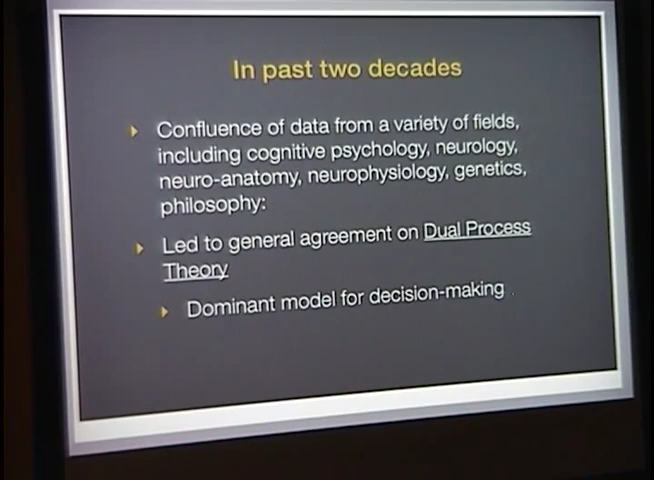 In past two decades
Confluence of data from a variety of fields,
including cognitive psychology, neurology,
neuro-anatomy, neurophysiology, genetics,
philosophy:
Led to general agreement on Dual Process
Theory
Dominant model for decision-making